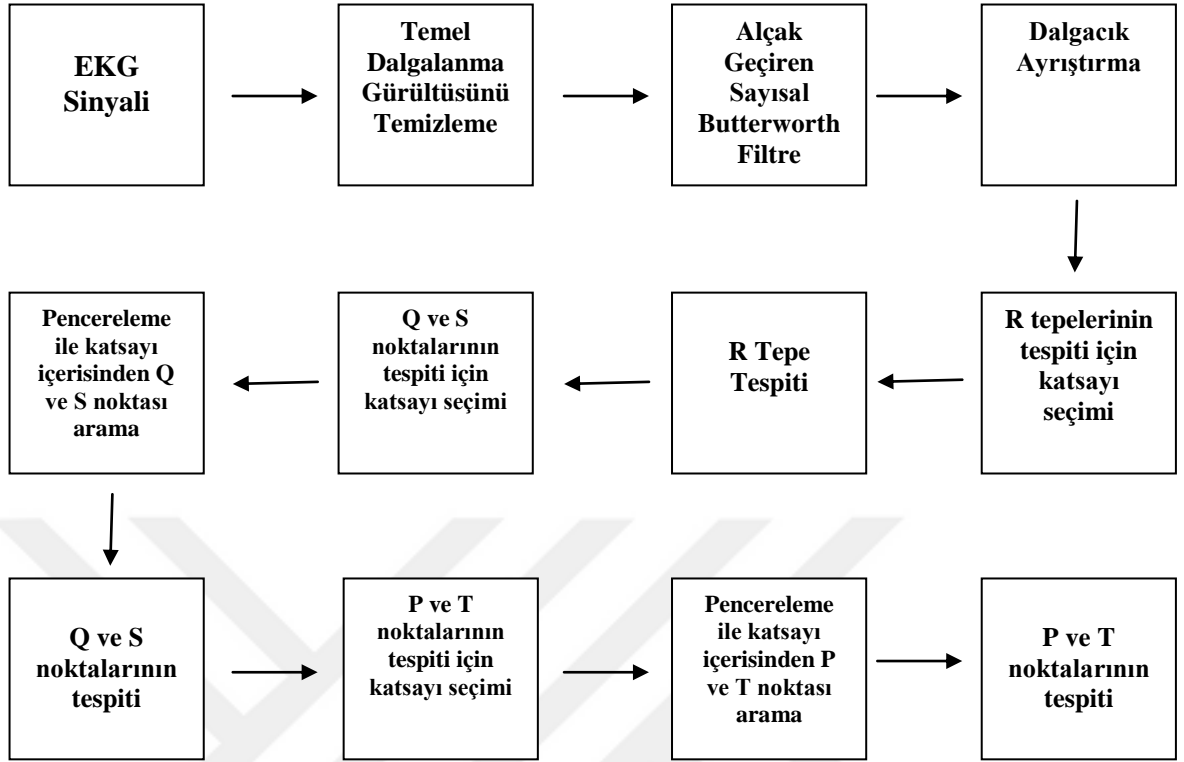 EKG
Sinyali
Temel
Dalgalanma
Gürültüsünü
Temizleme
Alçak
Geçiren
Sayısal
Butterworth
Filtre
Dalgacık
Ayrıştırma
R tepelerinin
tespiti için
katsayı
seçimi
R Tepe
Tespiti
Q ve S
noktalarının
tespiti için
katsayı seçimi
Pencereleme
ile katsayı
içerisinden Q
ve S noktası
arama
Q ve S
noktalarının
tespiti
P ve T
noktalarının
tespiti için
katsayı seçimi
Pencereleme
ile katsayı
içerisinden P
ve T noktası
arama
P ve T
noktalarının
tespiti